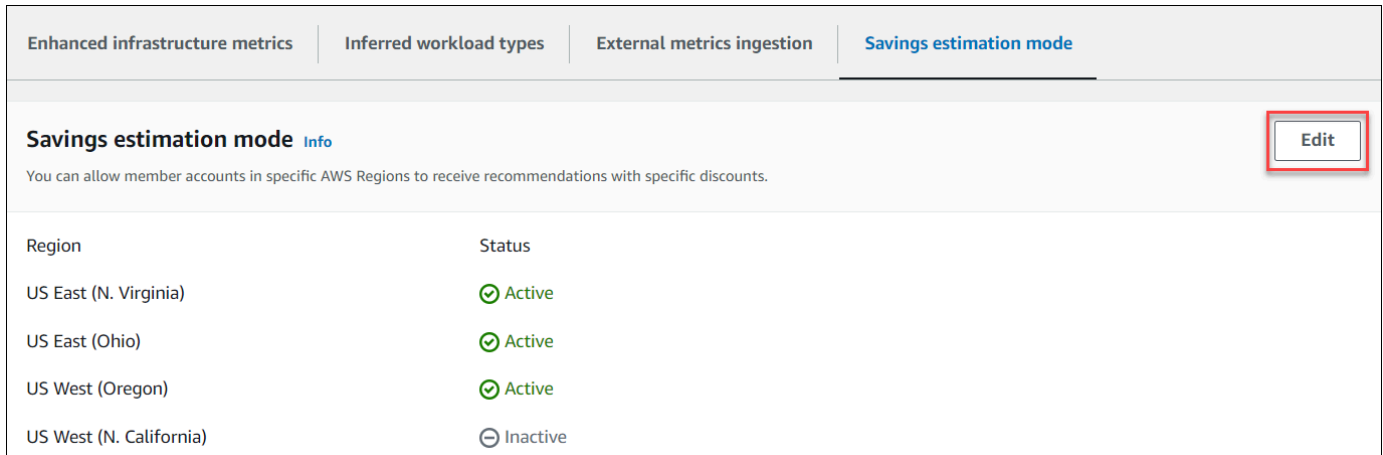 Enhanced infrastructure metrics Inferred workload types External metrics ingestion Savings estimation mode
Savings estimation mode Info Edit
You can allow member accounts in specific AWS Regions to receive recommendations with specific discounts.
Region Status
US East (N. Virginia) Active
US East (Ohio) Active
US West (Oregon) Active
US West (N. California) Inactive